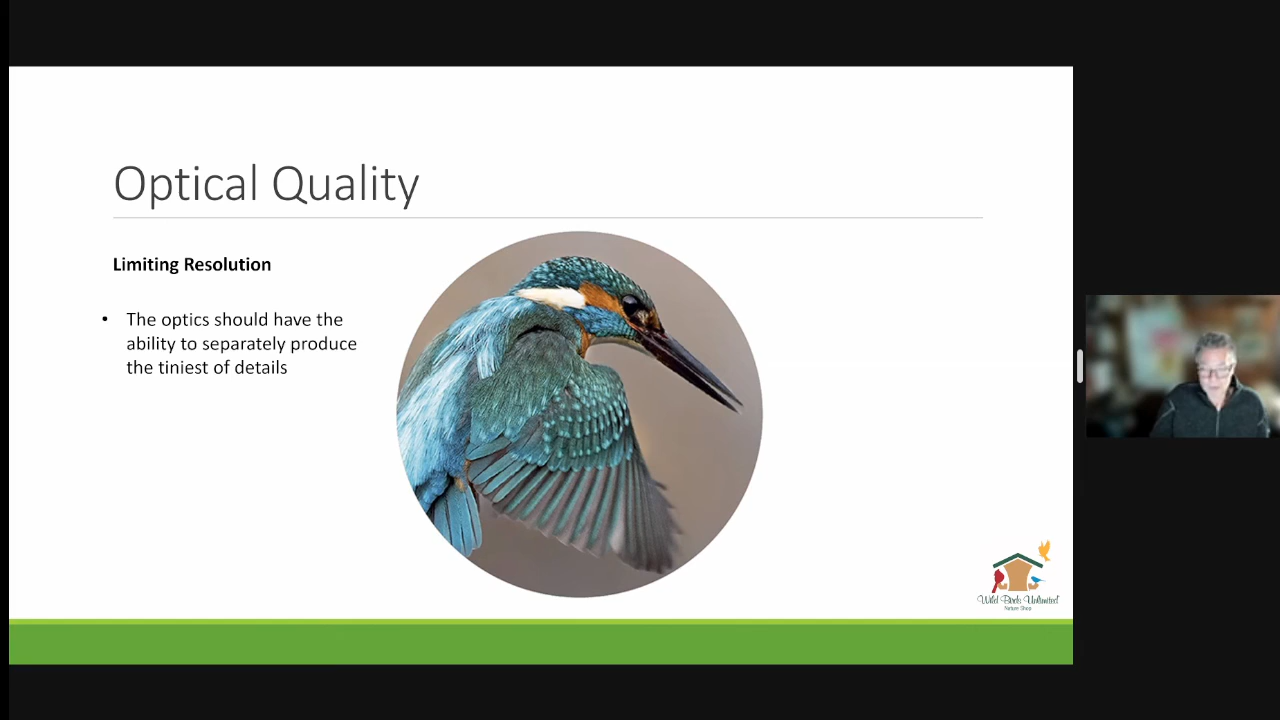 Optical Quality
Limiting Resolution
• The optics should have the
ability to separately produce
the tiniest of details
Wild Birds Unlimited
Nature Shop